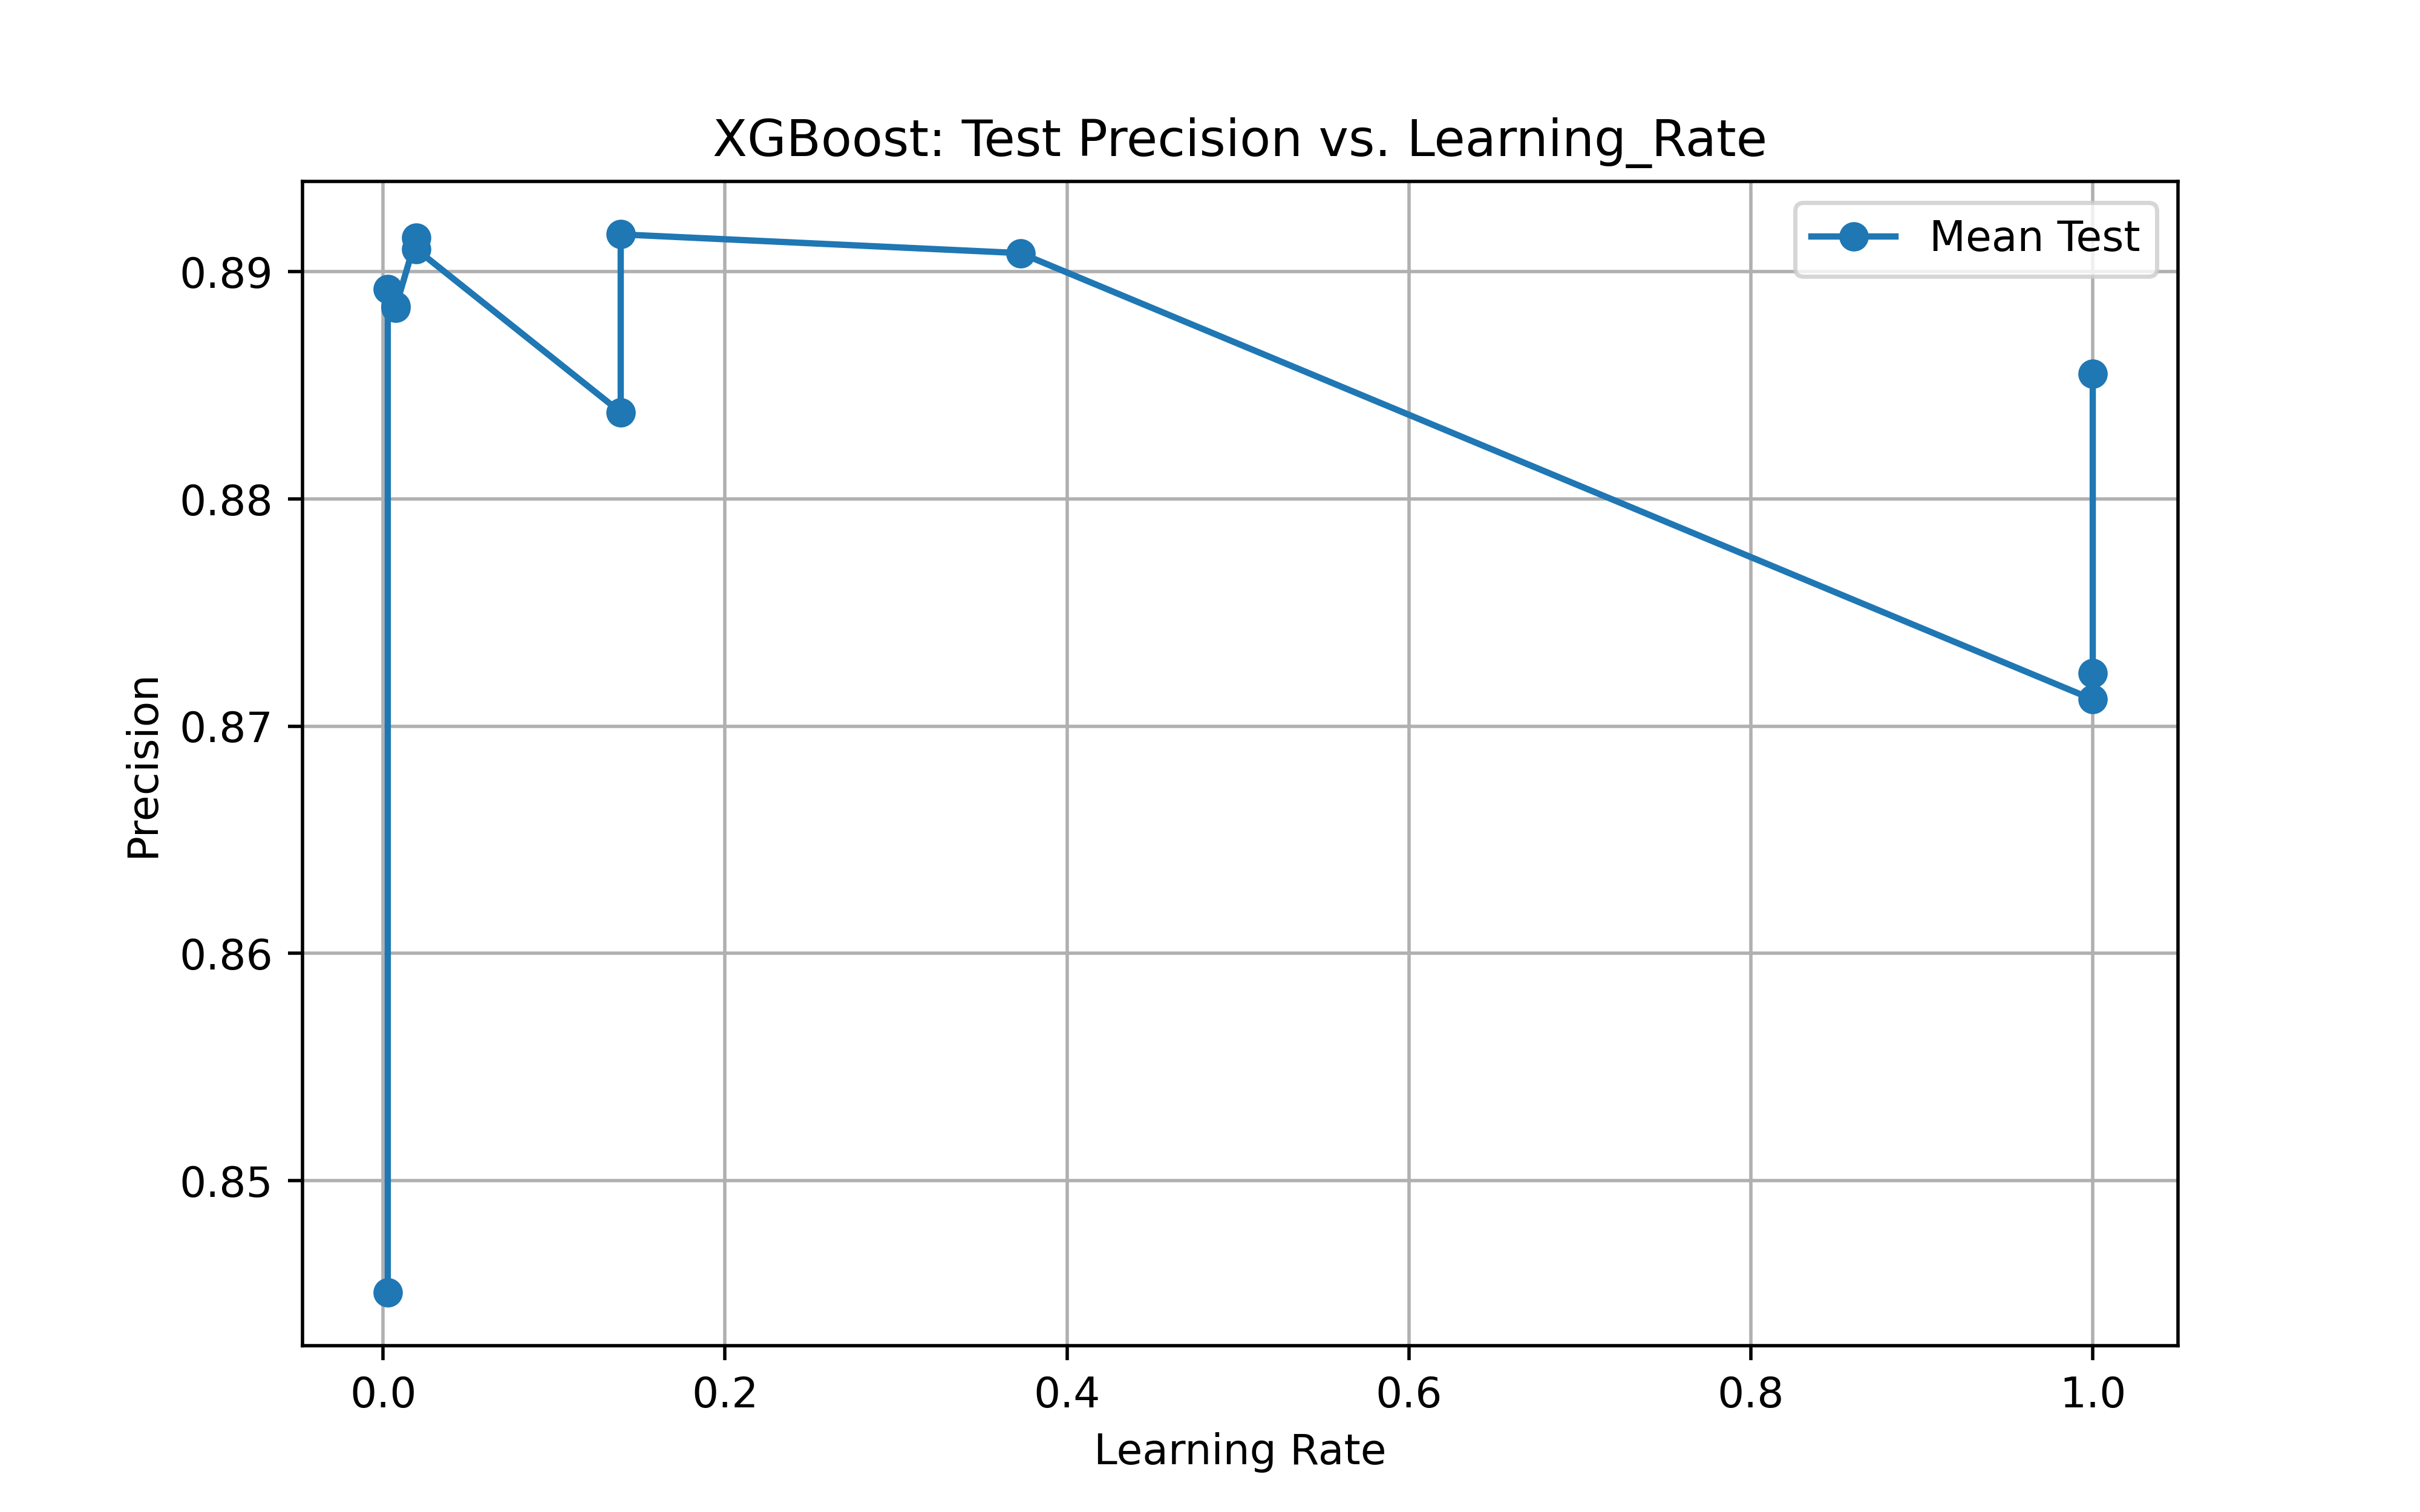 XGBoost: Test Precision vs. Learning_Rate
Mean Test
Precision
0.89
0.88
0.87
0.86
0.85
0.0 0.2 0.4 0.6 0.8 1.0
Learning Rate